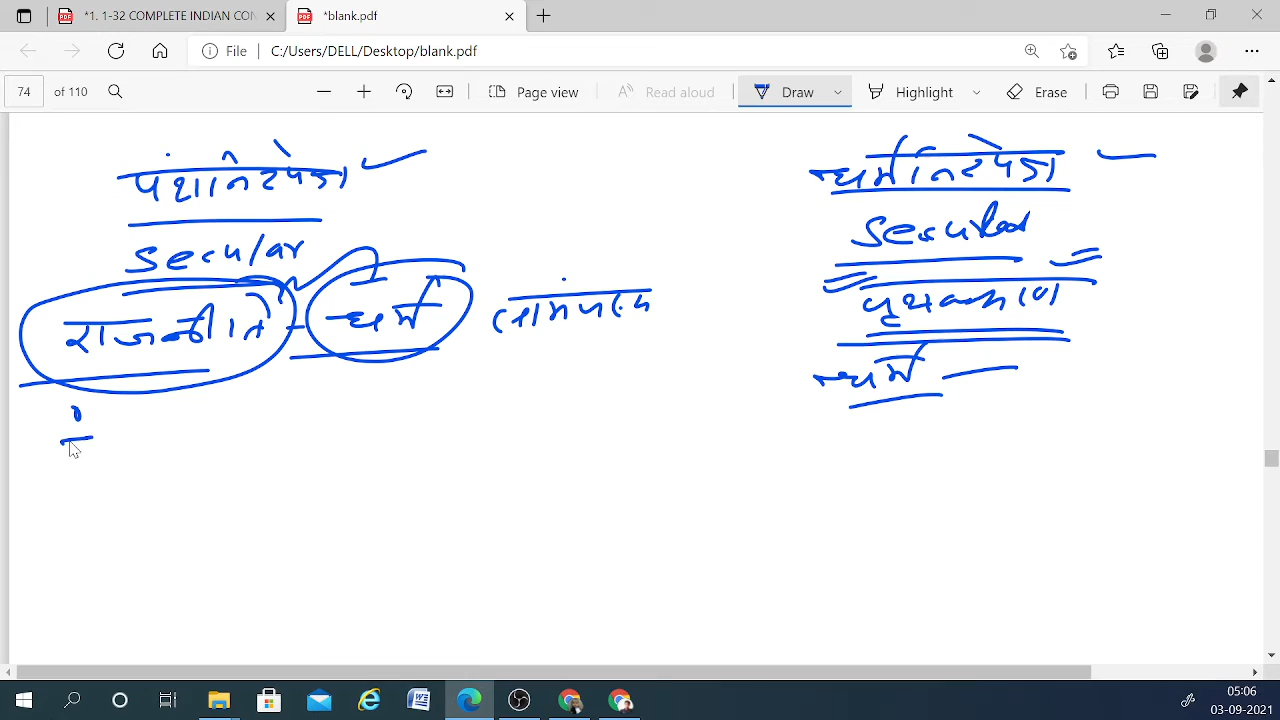 *1. 1-32 COMPLETE INDIAN CON
*blank.pdf
File C:/Users/DELL/Desktop/blank.pdf
74 of 110 Page view Read aloud Draw Highlight Erase
पंथनिरपेक्ष
secular
राजनीति - धर्म
धर्मनिरपेक्ष
पृथक्करण
धर्म
05:06
03-09-2021